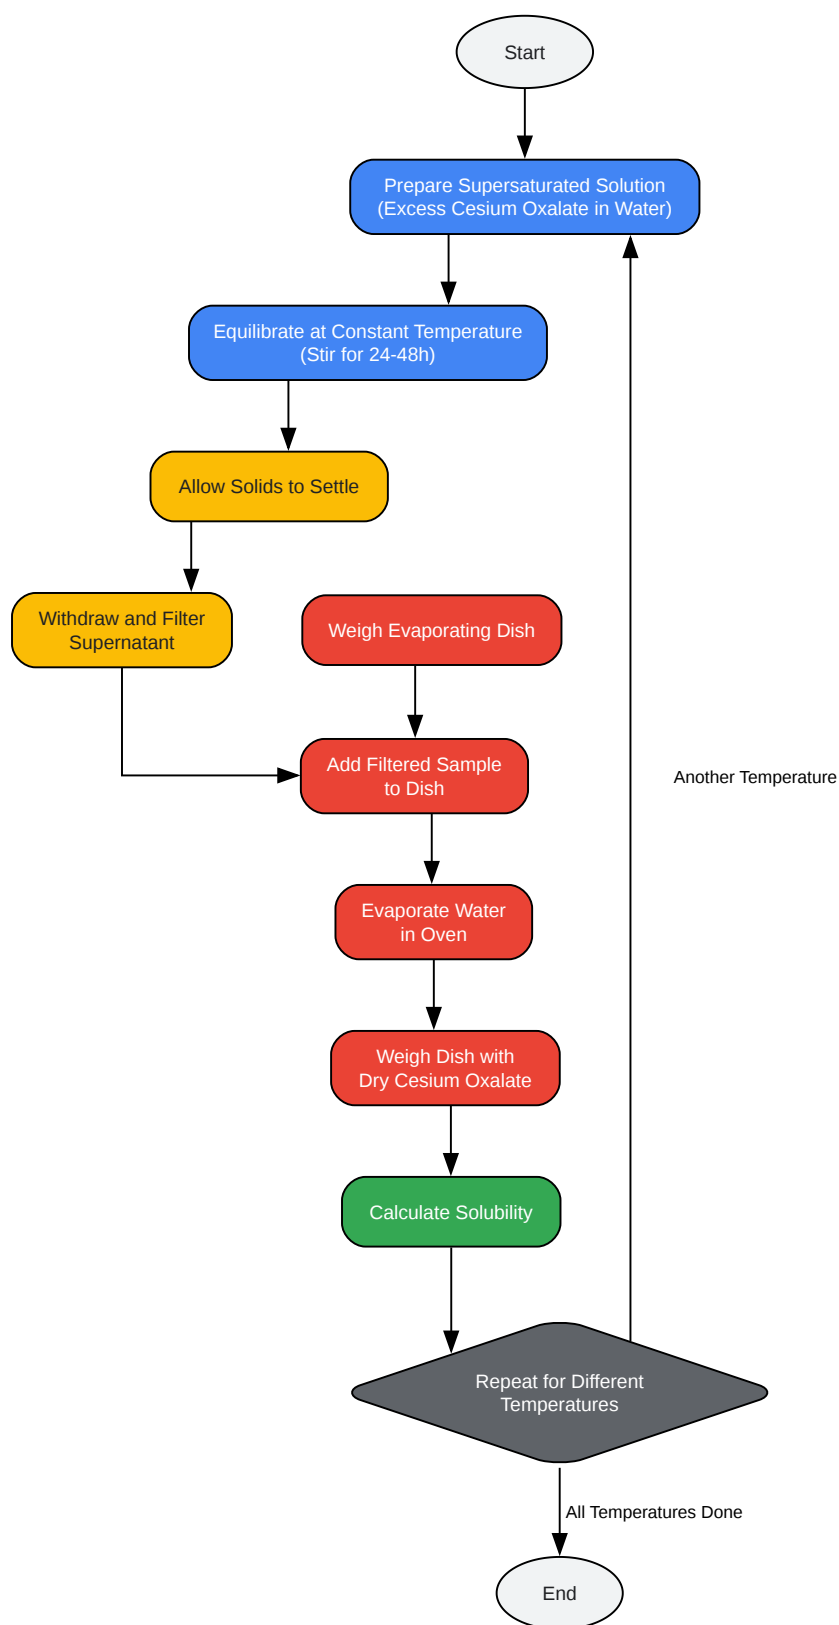 Start
Prepare Supersaturated Solution
(Excess Cesium Oxalate in Water)
Equilibrate at Constant Temperature
(Stir for 24-48h)
Allow Solids to Settle
Withdraw and Filter
Supernatant
Weigh Evaporating Dish
Add Filtered Sample
to Dish
Another Temperature
Evaporate Water
in Oven
Weigh Dish with
Dry Cesium Oxalate
Calculate Solubility
Repeat for Different
Temperatures
All Temperatures Done
End